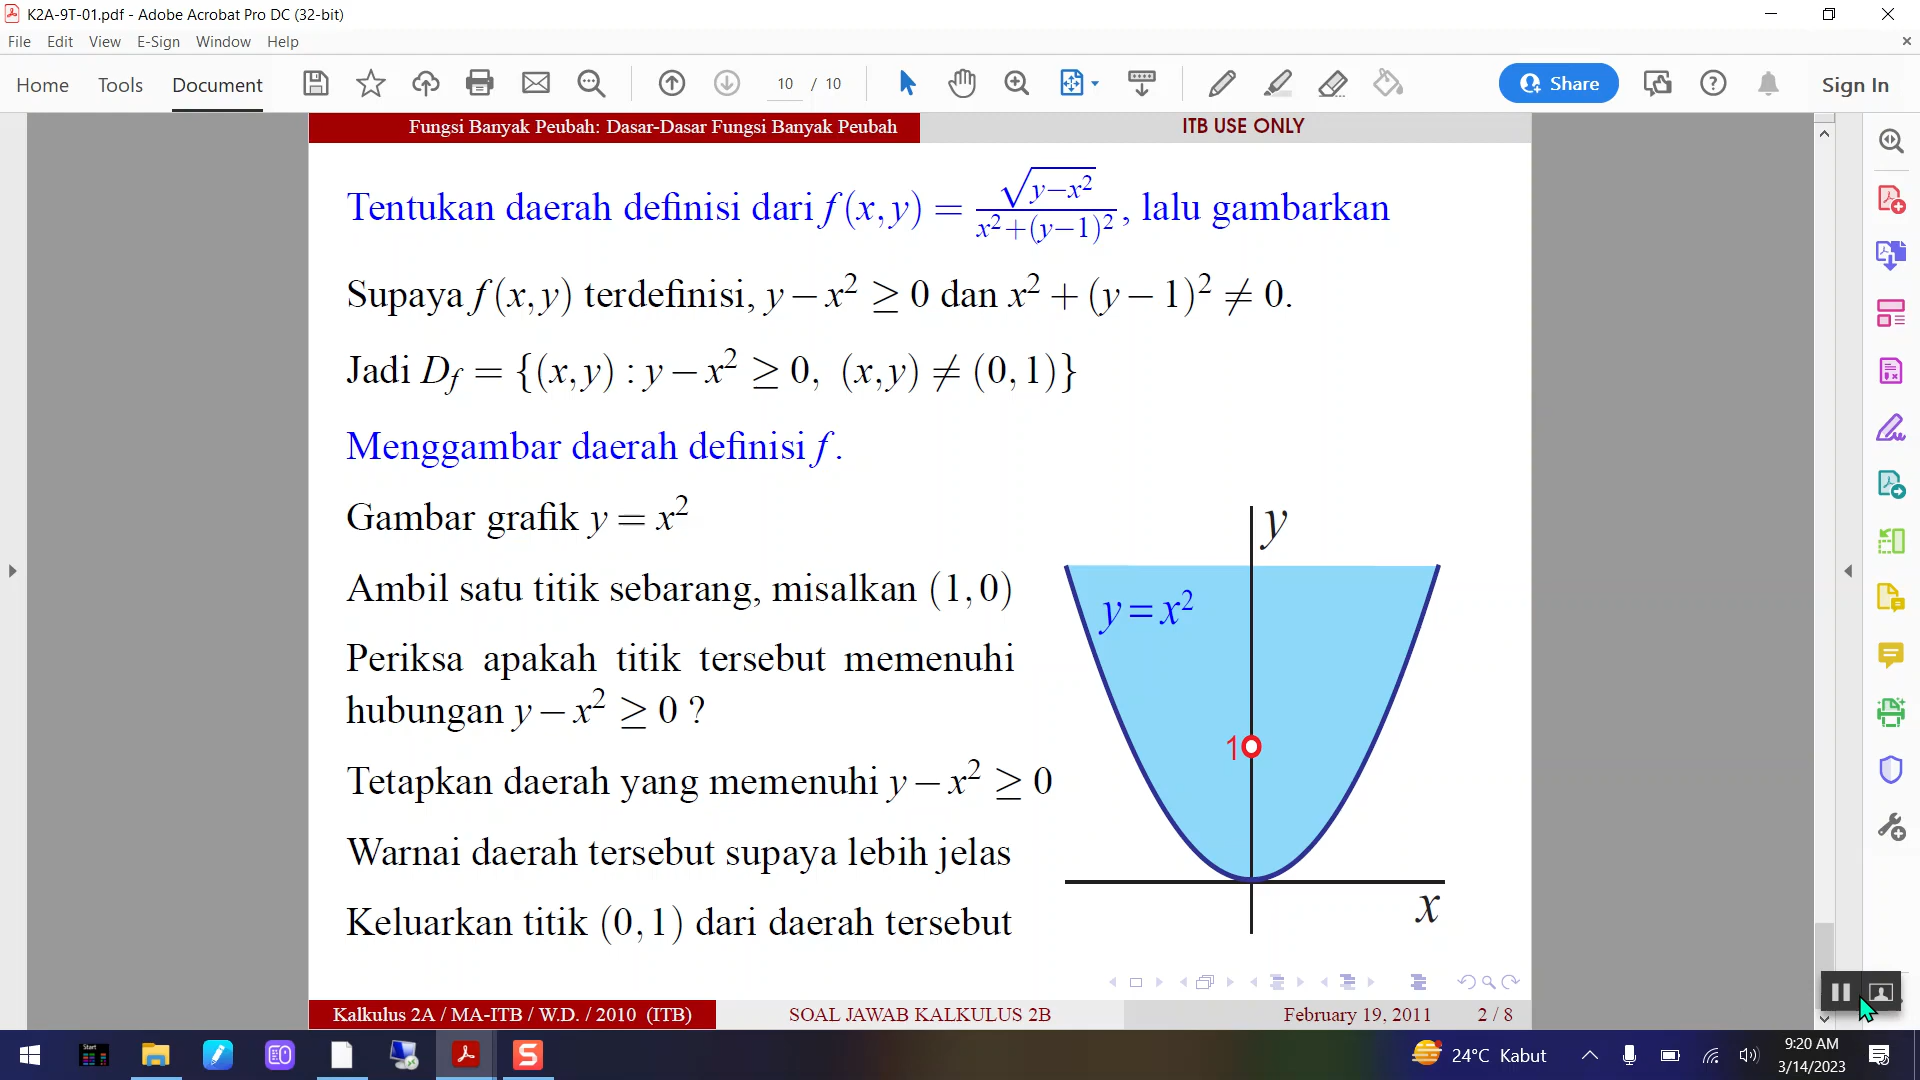 K2A-9T-01.pdf - Adobe Acrobat Pro DC (32-bit)
File Edit View E-Sign Window Help
Home Tools Document 10 / 10 Share Sign In
Fungsi Banyak Peubah: Dasar-Dasar Fungsi Banyak Peubah ITB USE ONLY
Tentukan daerah definisi dari f(x,y) = √(y−x²) / (x²+(y−1)²), lalu gambarkan
Supaya f(x,y) terdefinisi, y−x² ≥ 0 dan x² + (y−1)² ≠ 0.
Jadi D_f = {(x,y) : y−x² ≥ 0, (x,y) ≠ (0,1)}
Menggambar daerah definisi f.
Gambar grafik y = x²
Ambil satu titik sebarang, misalkan (1,0)
Periksa apakah titik tersebut memenuhi
hubungan y−x² ≥ 0 ?
Tetapkan daerah yang memenuhi y−x² ≥ 0
Warnai daerah tersebut supaya lebih jelas
Keluarkan titik (0,1) dari daerah tersebut
y
y = x²
1
x
Kalkulus 2A / MA-ITB / W.D. / 2010 (ITB) SOAL JAWAB KALKULUS 2B February 19, 2011 2 / 8
Start
24°C Kabut
9:20 AM
3/14/2023